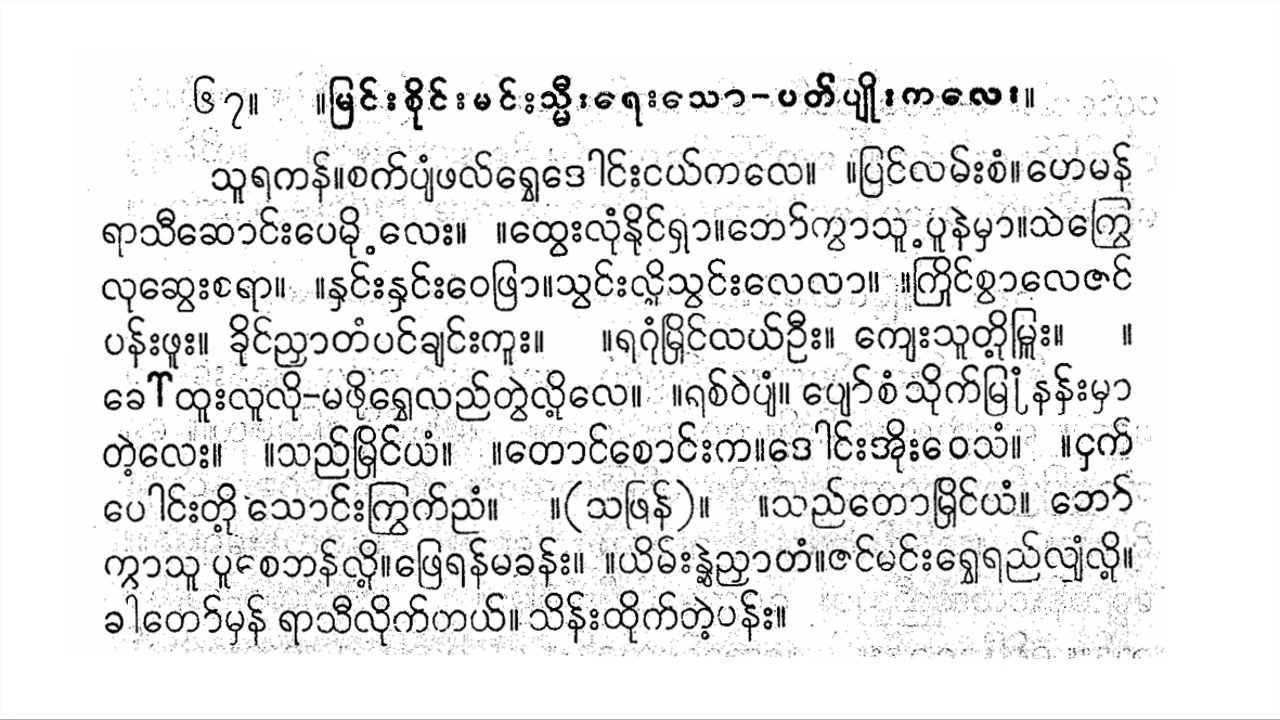 ၆၇။ ။မြင်းစိုင်းမင်းသ္မီးရေးသော-ပတ်ပျိုးကလေး။
သူရကန်။စက်ပျံဖလ်ရွှေဒေါင်းငယ်ကလေ။ ။ပြင်လမ်းစံ။ဟေမန်
ရာသီဆောင်းပေမို့လေး။ ။ထွေးလုံနိုင်ရှာ။ဘော်ကွာသူ့ပူနဲမှာ။သဲကြွေ
လုဆွေးစရာ။ ။နှင်းနှင်းဝေဖြာ။သွင်းလို့သွင်းလေလာ။ ။ကြိုင်စွာလေဇင်
ပန်းဖူး။ ခိုင်ညှာတံပင်ချင်းကူး။ ။ရဂုံမြိုင်လယ်ဦး။ ကျေးသူတို့မြူး။ ။
ခေါ်ထူးလူလို-မဖိုရွှေလည်တွဲလို့လေ။ ။ရစ်ဝဲပျံ။ ပျော်စံသိုက်မြုံနန်းမှာ
တဲ့လေး။ ။သည်မြိုင်ယံ။ ။တောင်စောင်းက။ဒေါင်းအိုးဝေသံ။ ။ငှက်
ပေါင်းတို့သောင်းကြွက်ညံ။ ။(သဖြန်)။ ။သည်တောမြိုင်ယံ။ ဘော်
ကွာသူ ပူစေဘန်လို့။ဖြေရန်မခန်း။ ။ယိမ်းနွဲ့ညှာတံ။ဇင်မင်းရွှေရည်လျှံလို့။
ခါတော်မှန် ရာသီလိုက်တယ်။ သိန်းထိုက်တဲ့ပန်း။